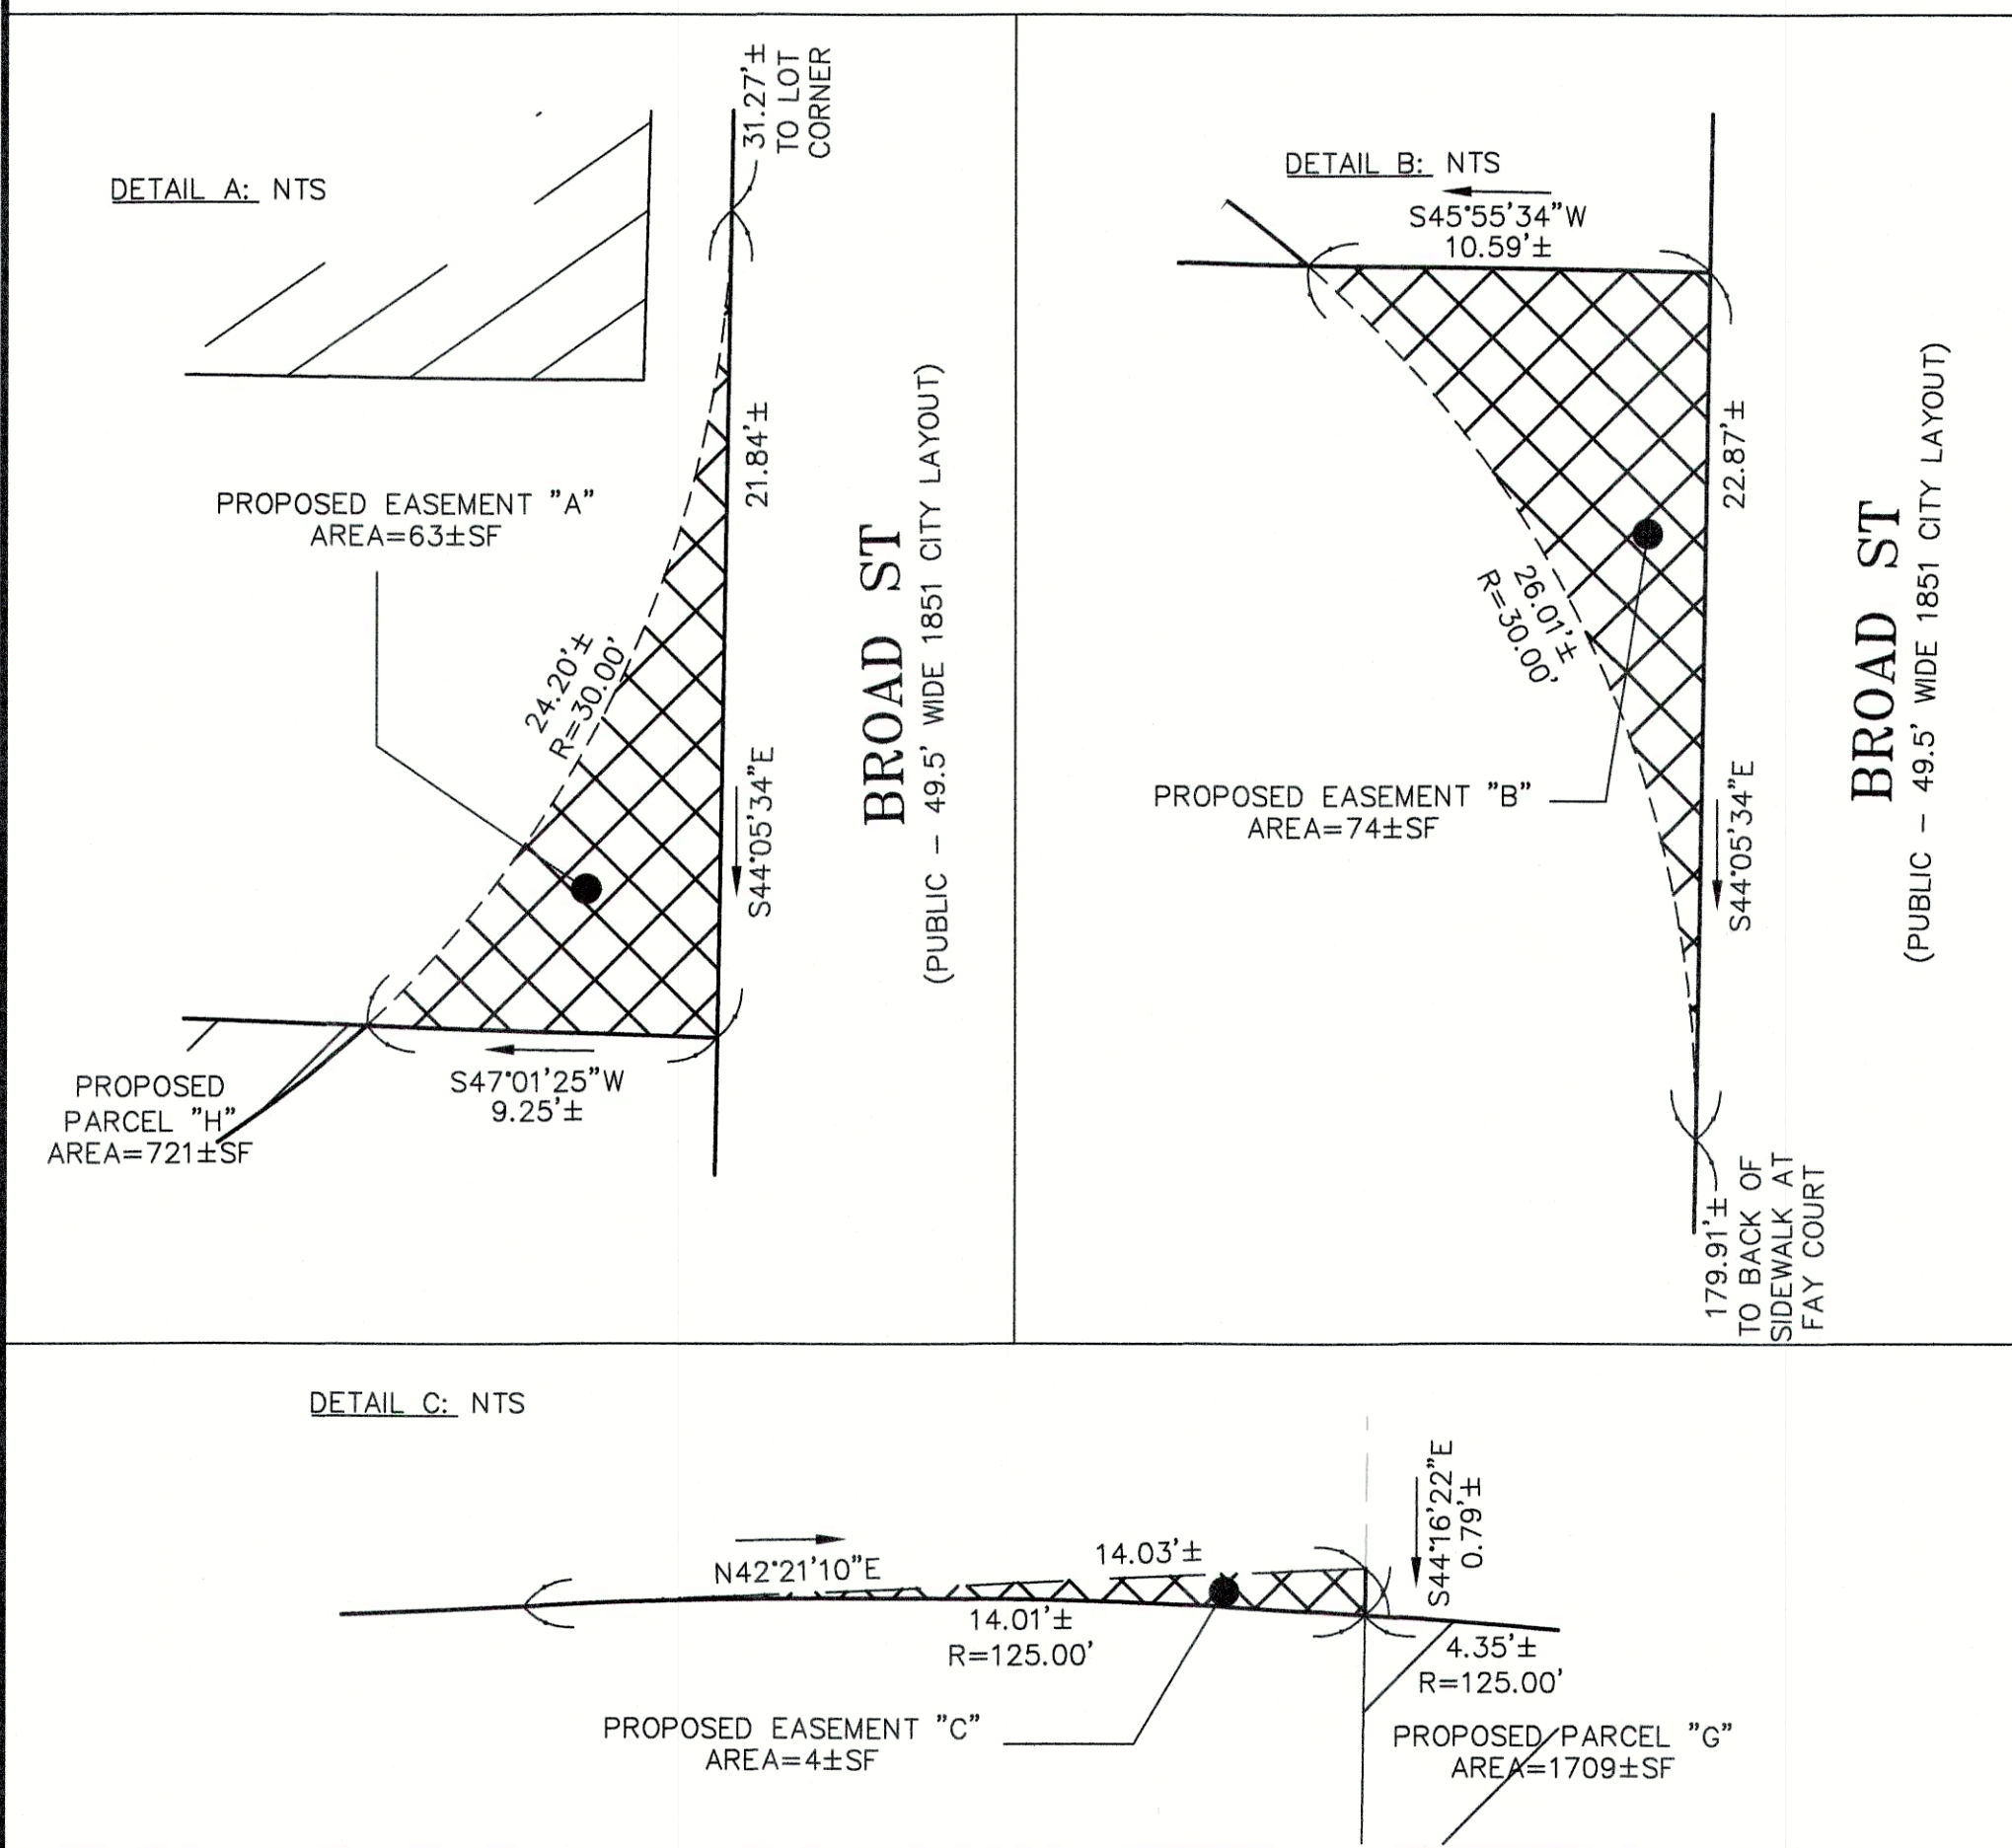 DETAIL A: NTS
31.27'±
TO LOT
CORNER
PROPOSED EASEMENT "A"
AREA=63±SF
21.84'±
24.20'±
R=30.00'
S44°05'34"E
BROAD ST
(PUBLIC – 49.5' WIDE 1851 CITY LAYOUT)
S47°01'25"W
9.25'±
PROPOSED
PARCEL "H"
AREA=721±SF
DETAIL B: NTS
S45°55'34"W
10.59'±
22.87'±
26.01'±
R=30.00'
PROPOSED EASEMENT "B"
AREA=74±SF
S44°05'34"E
BROAD ST
(PUBLIC – 49.5' WIDE 1851 CITY LAYOUT)
179.91'±
TO BACK OF
SIDEWALK AT
FAY COURT
DETAIL C: NTS
N42°21'10"E
14.03'±
S44°16'22"E
0.79'±
14.01'±
R=125.00'
4.35'±
R=125.00'
PROPOSED EASEMENT "C"
AREA=4±SF
PROPOSED PARCEL "G"
AREA=1709±SF